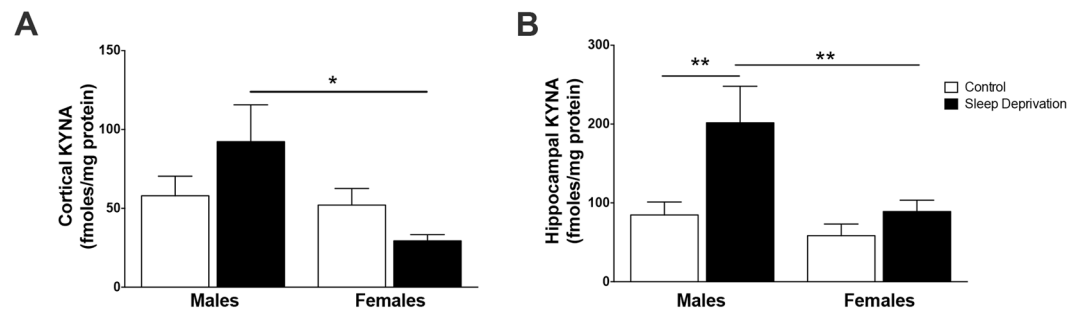 A
Cortical KYNA
(fmoles/mg protein)
150
100
50
0
*
Males
Females
B
Hippocampal KYNA
(fmoles/mg protein)
300
200
100
0
**
**
Males
Females
Control
Sleep Deprivation